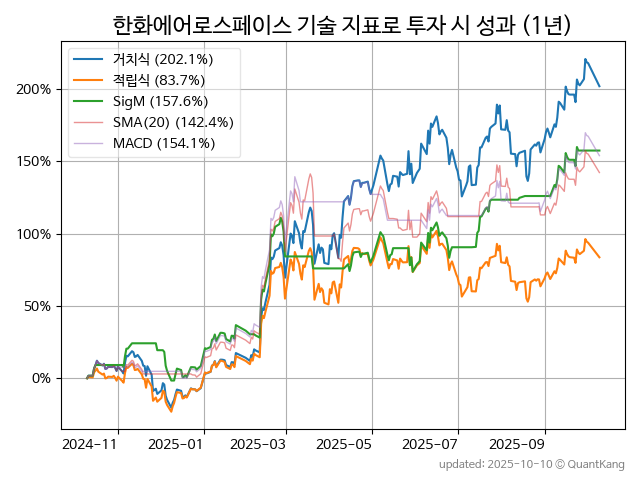 한화에어로스페이스 기술 지표로 투자 시 성과 (1년)
거치식 (202.1%)
적립식 (83.7%)
SigM (157.6%)
SMA(20) (142.4%)
MACD (154.1%)
200%
150%
100%
50%
0%
2024-11 2025-01 2025-03 2025-05 2025-07 2025-09
updated: 2025-10-10 © QuantKang